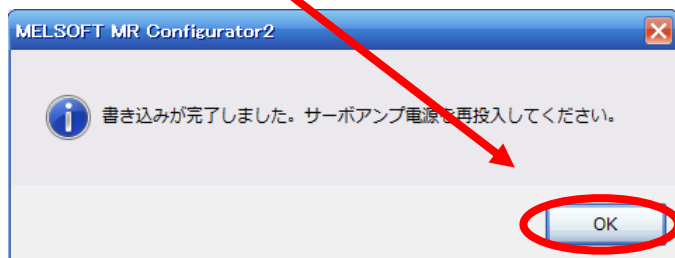 MELSOFT MR Configurator2
書き込みが完了しました。サーボアンプ電源を再投入してください。
OK